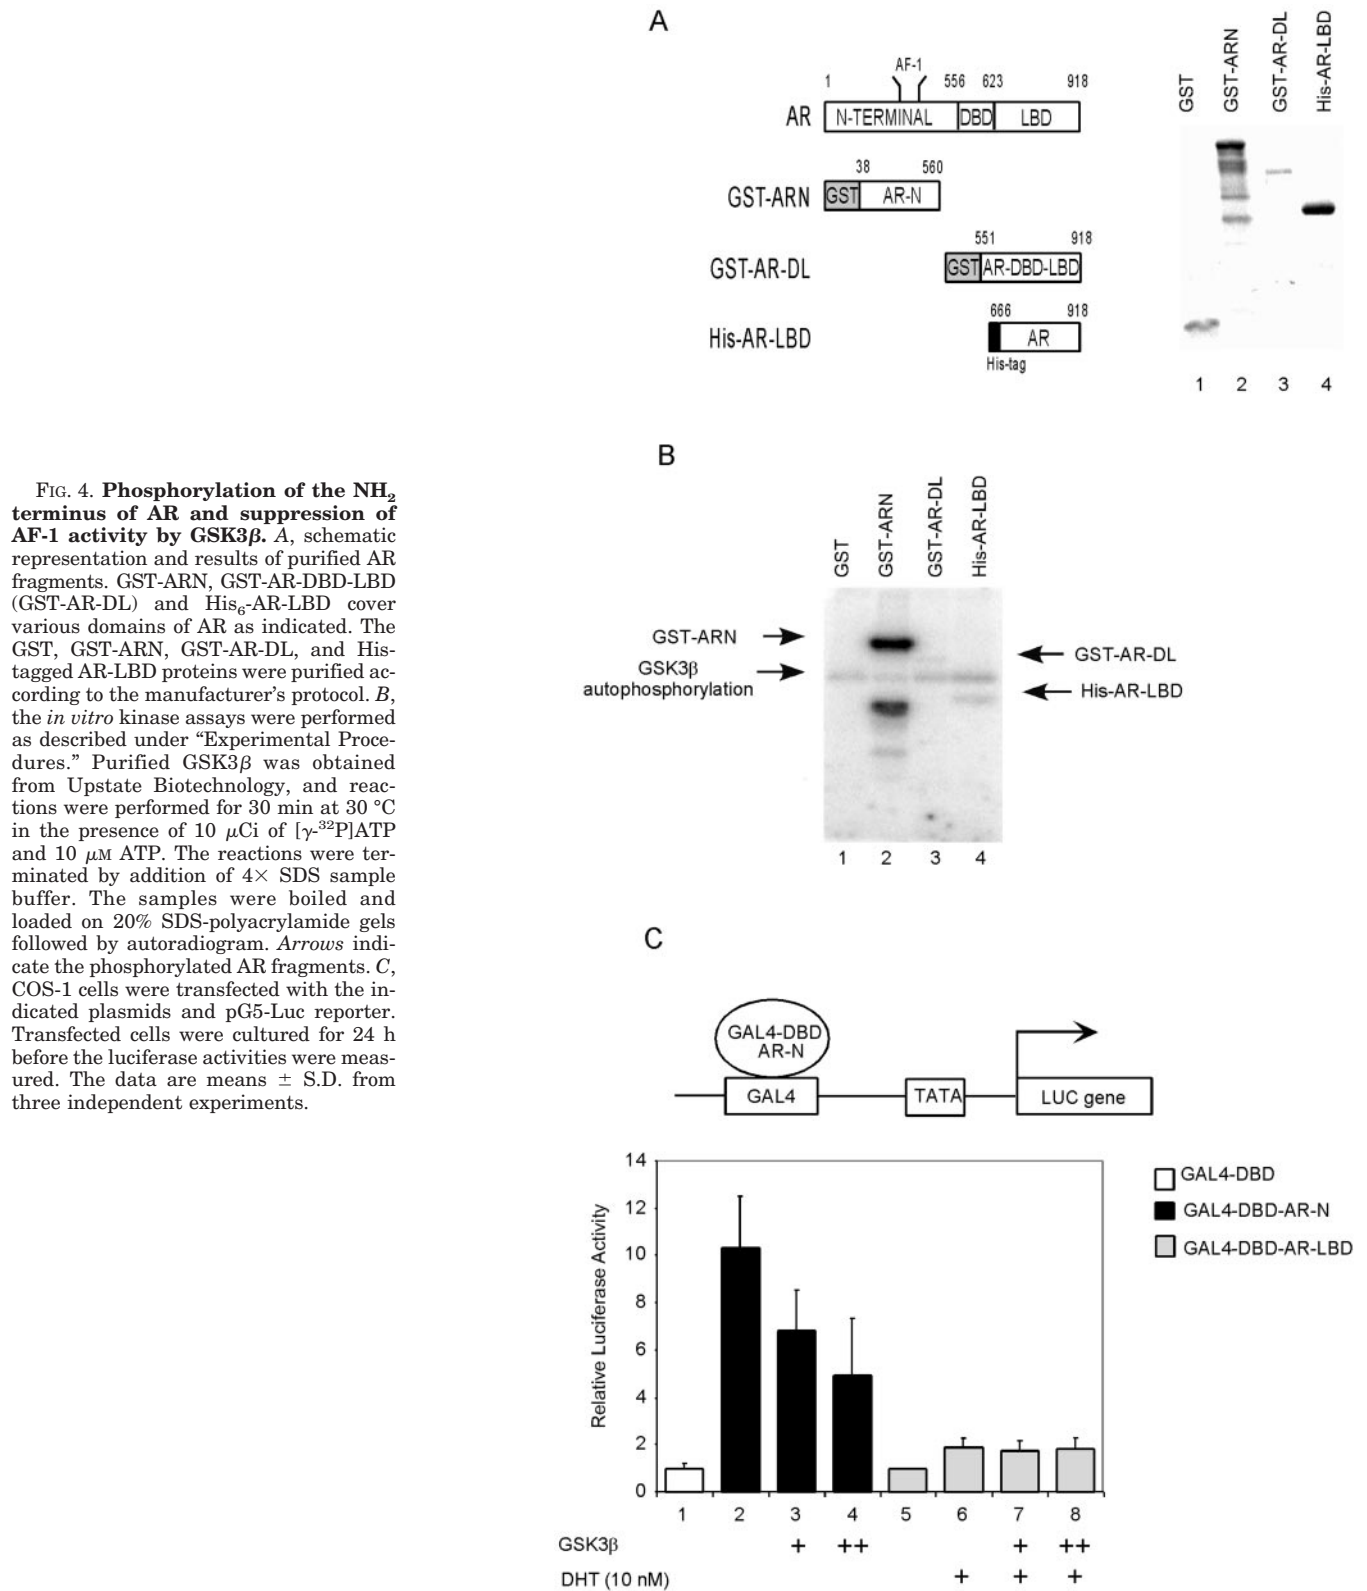 A
1
AF-1
556
623
918
AR
N-TERMINAL
DBD
LBD
38
560
GST-ARN
GST
AR-N
551
918
GST-AR-DL
GST
AR-DBD-LBD
666
918
His-AR-LBD
AR
His-tag
GST
GST-ARN
GST-AR-DL
His-AR-LBD
1 2 3 4
FIG. 4. Phosphorylation of the NH₂
terminus of AR and suppression of
AF-1 activity by GSK3β. A, schematic
representation and results of purified AR
fragments. GST-ARN, GST-AR-DBD-LBD
(GST-AR-DL) and His₆-AR-LBD cover
various domains of AR as indicated. The
GST, GST-ARN, GST-AR-DL, and His-
tagged AR-LBD proteins were purified ac-
cording to the manufacturer's protocol. B,
the in vitro kinase assays were performed
as described under “Experimental Proce-
dures.” Purified GSK3β was obtained
from Upstate Biotechnology, and reac-
tions were performed for 30 min at 30 °C
in the presence of 10 μCi of [γ-³²P]ATP
and 10 μM ATP. The reactions were ter-
minated by addition of 4× SDS sample
buffer. The samples were boiled and
loaded on 20% SDS-polyacrylamide gels
followed by autoradiogram. Arrows indi-
cate the phosphorylated AR fragments. C,
COS-1 cells were transfected with the in-
dicated plasmids and pG5-Luc reporter.
Transfected cells were cultured for 24 h
before the luciferase activities were meas-
ured. The data are means ± S.D. from
three independent experiments.
B
GST
GST-ARN
GST-AR-DL
His-AR-LBD
GST-ARN
GSK3β
autophosphorylation
GST-AR-DL
His-AR-LBD
1 2 3 4
C
GAL4-DBD
AR-N
GAL4
TATA
LUC gene
Relative Luciferase Activity
14
12
10
8
6
4
2
0
GAL4-DBD
GAL4-DBD-AR-N
GAL4-DBD-AR-LBD
1 2 3 4 5 6 7 8
GSK3β + ++ + ++
DHT (10 nM) + + +